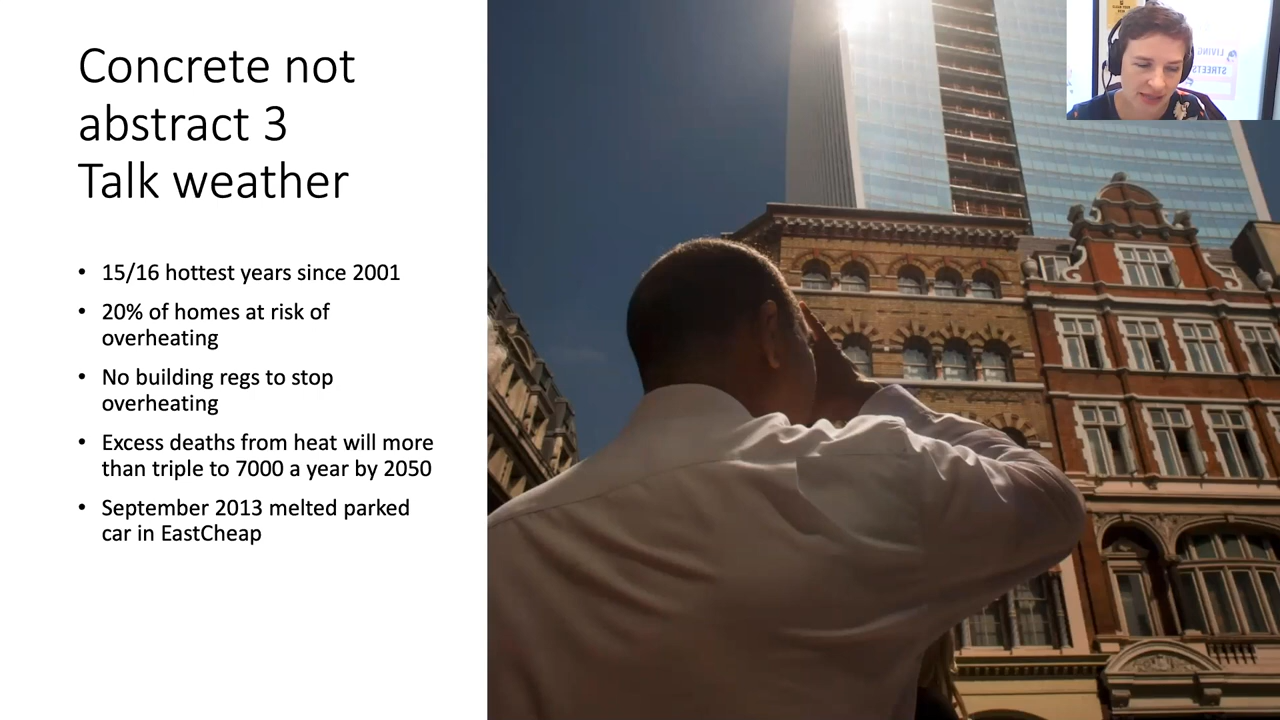 Concrete not
abstract 3
Talk weather
• 15/16 hottest years since 2001
• 20% of homes at risk of
overheating
• No building regs to stop
overheating
• Excess deaths from heat will more
than triple to 7000 a year by 2050
• September 2013 melted parked
car in EastCheap
LIVING
STREETS